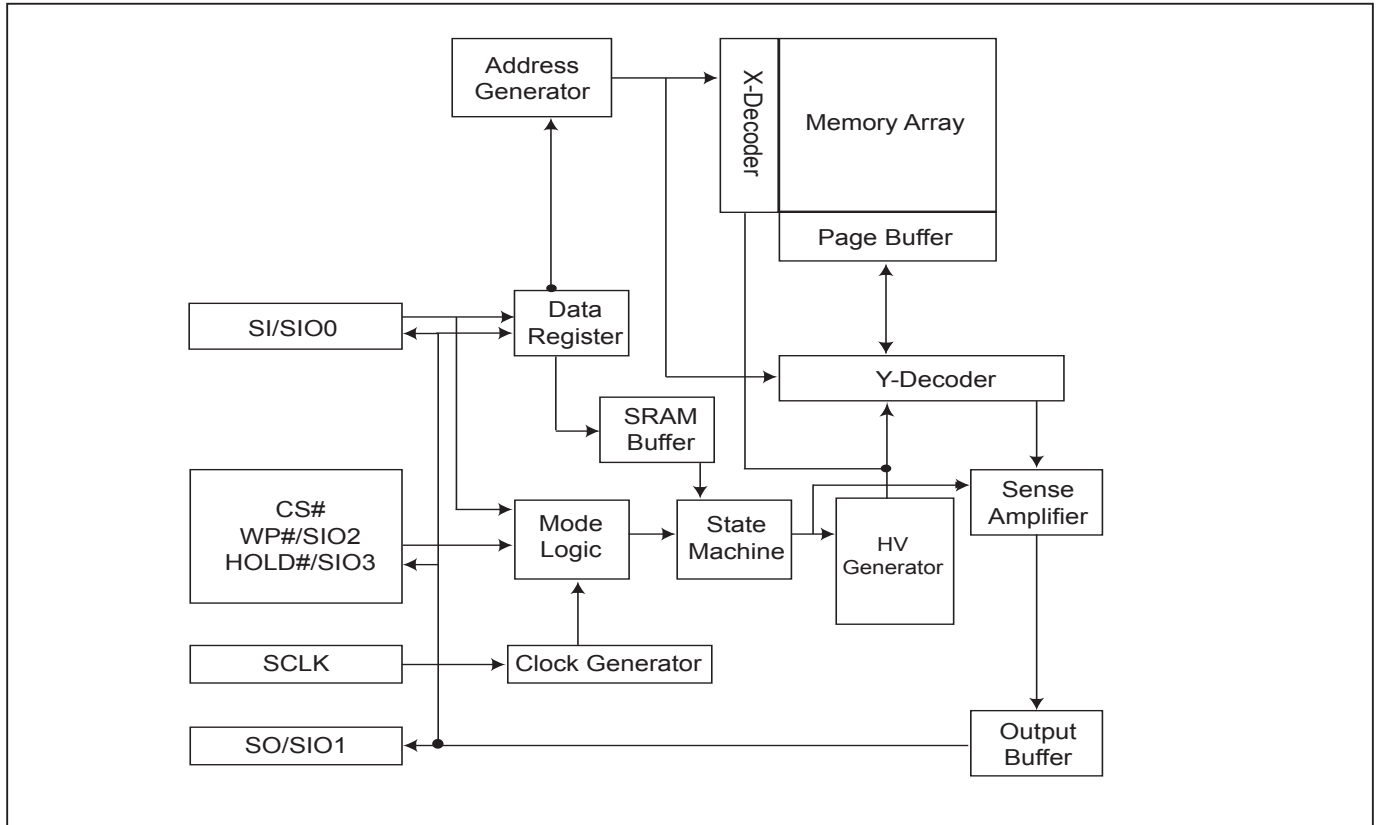 Address
Generator
X-Decoder
Memory Array
Page Buffer
SI/SIO0
Data
Register
Y-Decoder
SRAM
Buffer
CS#
WP#/SIO2
HOLD#/SIO3
Mode
Logic
State
Machine
HV
Generator
Sense
Amplifier
SCLK
Clock Generator
SO/SIO1
Output
Buffer